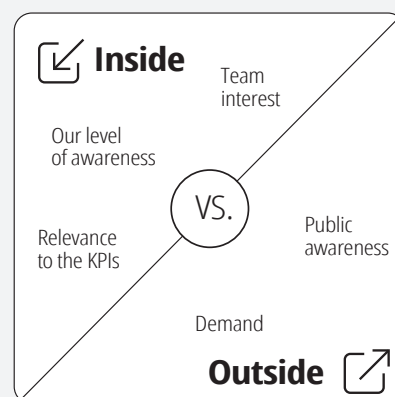 Inside
Team
interest
Our level
of awareness
VS.
Relevance
to the KPIs
Public
awareness
Demand
Outside